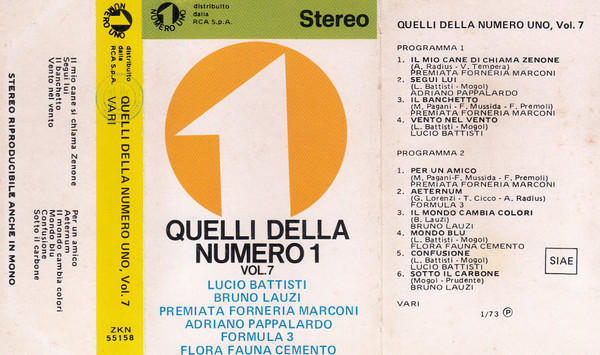 STEREO RIPRODUCIBILE ANCHE IN MONO
Il mio cane si chiama Zenone
Segui lui
Il banchetto
Vento nel vento
Per un amico
Aeternum
Il mondo cambia colori
Mondo blu
Confusione
Sotto il carbone
NUMERO UNO
distribuito
dalla
RCA S.p.A.
QUELLI DELLA NUMERO UNO, Vol. 7
VARI
ZKN
55158
NUMERO UNO
distribuito
dalla
RCA S.p.A.
Stereo
1
QUELLI DELLA
NUMERO 1
VOL.7
LUCIO BATTISTI
BRUNO LAUZI
PREMIATA FORNERIA MARCONI
ADRIANO PAPPALARDO
FORMULA 3
FLORA FAUNA CEMENTO
QUELLI DELLA NUMERO UNO, Vol. 7
PROGRAMMA 1
1. IL MIO CANE DI CHIAMA ZENONE
(A. Radius - V. Tempera)
PREMIATA FORNERIA MARCONI
2. SEGUI LUI
(L. Battisti - Mogol)
ADRIANO PAPPALARDO
3. IL BANCHETTO
(M. Pagani - F. Mussida - F. Premoli)
PREMIATA FORNERIA MARCONI
4. VENTO NEL VENTO
(L. Battisti - Mogol)
LUCIO BATTISTI
PROGRAMMA 2
1. PER UN AMICO
(M. Pagani-F. Mussida - F. Premoli)
PREMIATA FORNERIA MARCONI
2. AETERNUM
(G. Lorenzi - T. Cicco - A. Radius)
FORMULA 3
3. IL MONDO CAMBIA COLORI
(B. Lauzi)
BRUNO LAUZI
4. MONDO BLU
(L. Battisti - Mogol)
FLORA FAUNA CEMENTO
5. CONFUSIONE
(L. Battisti - Mogol)
LUCIO BATTISTI
6. SOTTO IL CARBONE
(Mogol - Prudente)
BRUNO LAUZI
SIAE
VARI
1/73 Ⓟ